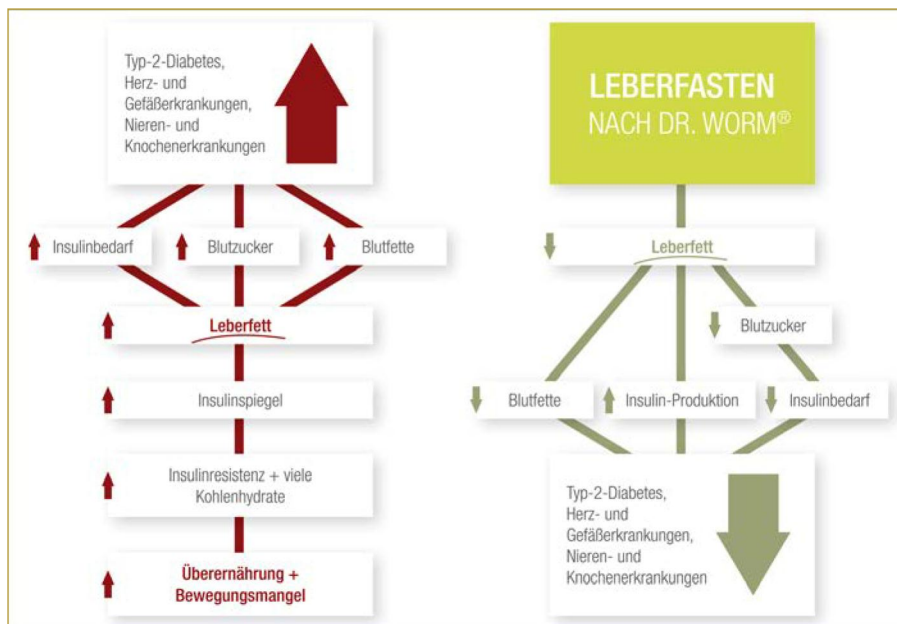 Typ-2-Diabetes,
Herz- und
Gefäßerkrankungen,
Nieren- und
Knochenerkrankungen
Insulinbedarf
Blutzucker
Blutfette
Leberfett
Insulinspiegel
Insulinresistenz + viele
Kohlenhydrate
Überernährung +
Bewegungsmangel
LEBERFASTEN
NACH DR. WORM®
Leberfett
Blutzucker
Blutfette
Insulin-Produktion
Insulinbedarf
Typ-2-Diabetes,
Herz- und
Gefäßerkrankungen,
Nieren- und
Knochenerkrankungen